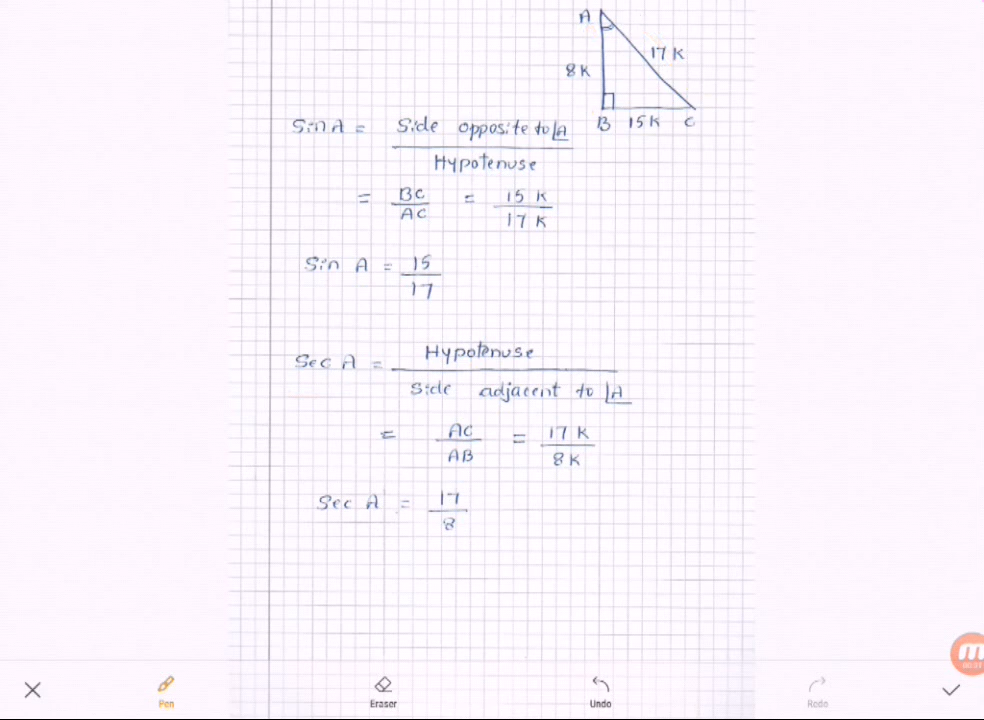 A
17 K
8 K
B 15 K C
Sin A = Side opposite to ∠A
Hypotenuse
= BC / AC = 15 K / 17 K
Sin A = 15 / 17
Sec A = Hypotenuse
Side adjacent to ∠A
= AC / AB = 17 K / 8 K
Sec A = 17 / 8
Pen
Eraser
Undo
Redo